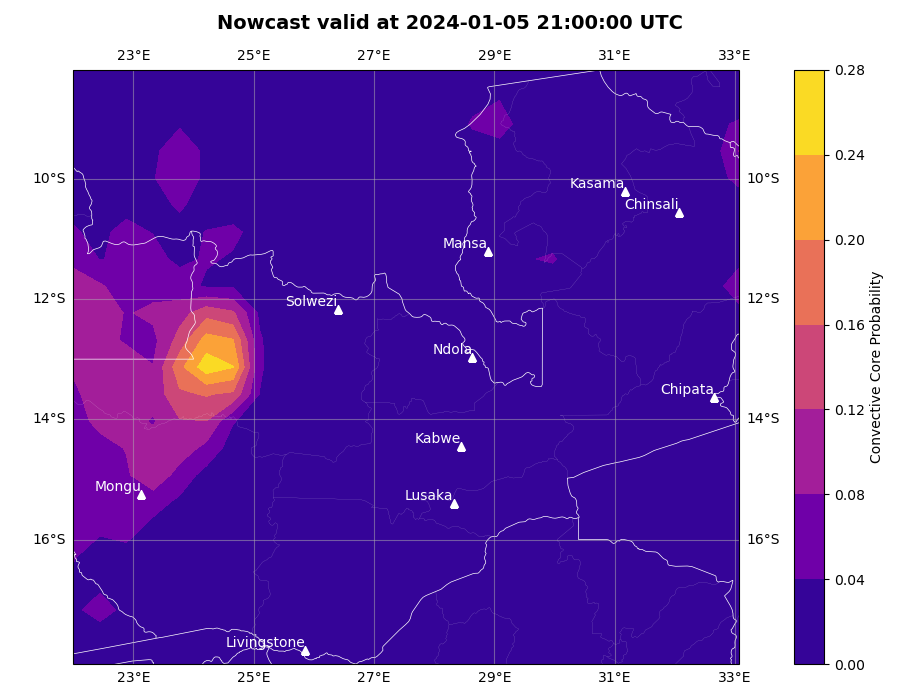 Nowcast valid at 2024-01-05 21:00:00 UTC
23°E 25°E 27°E 29°E 31°E 33°E
0.28
0.24
0.20
0.16
0.12
0.08
0.04
0.00
Convective Core Probability
10°S 10°S
12°S 12°S
14°S 14°S
16°S 16°S
Kasama
Chinsali
Mansa
Solwezi
Ndola
Chipata
Kabwe
Mongu
Lusaka
Livingstone
23°E 25°E 27°E 29°E 31°E 33°E